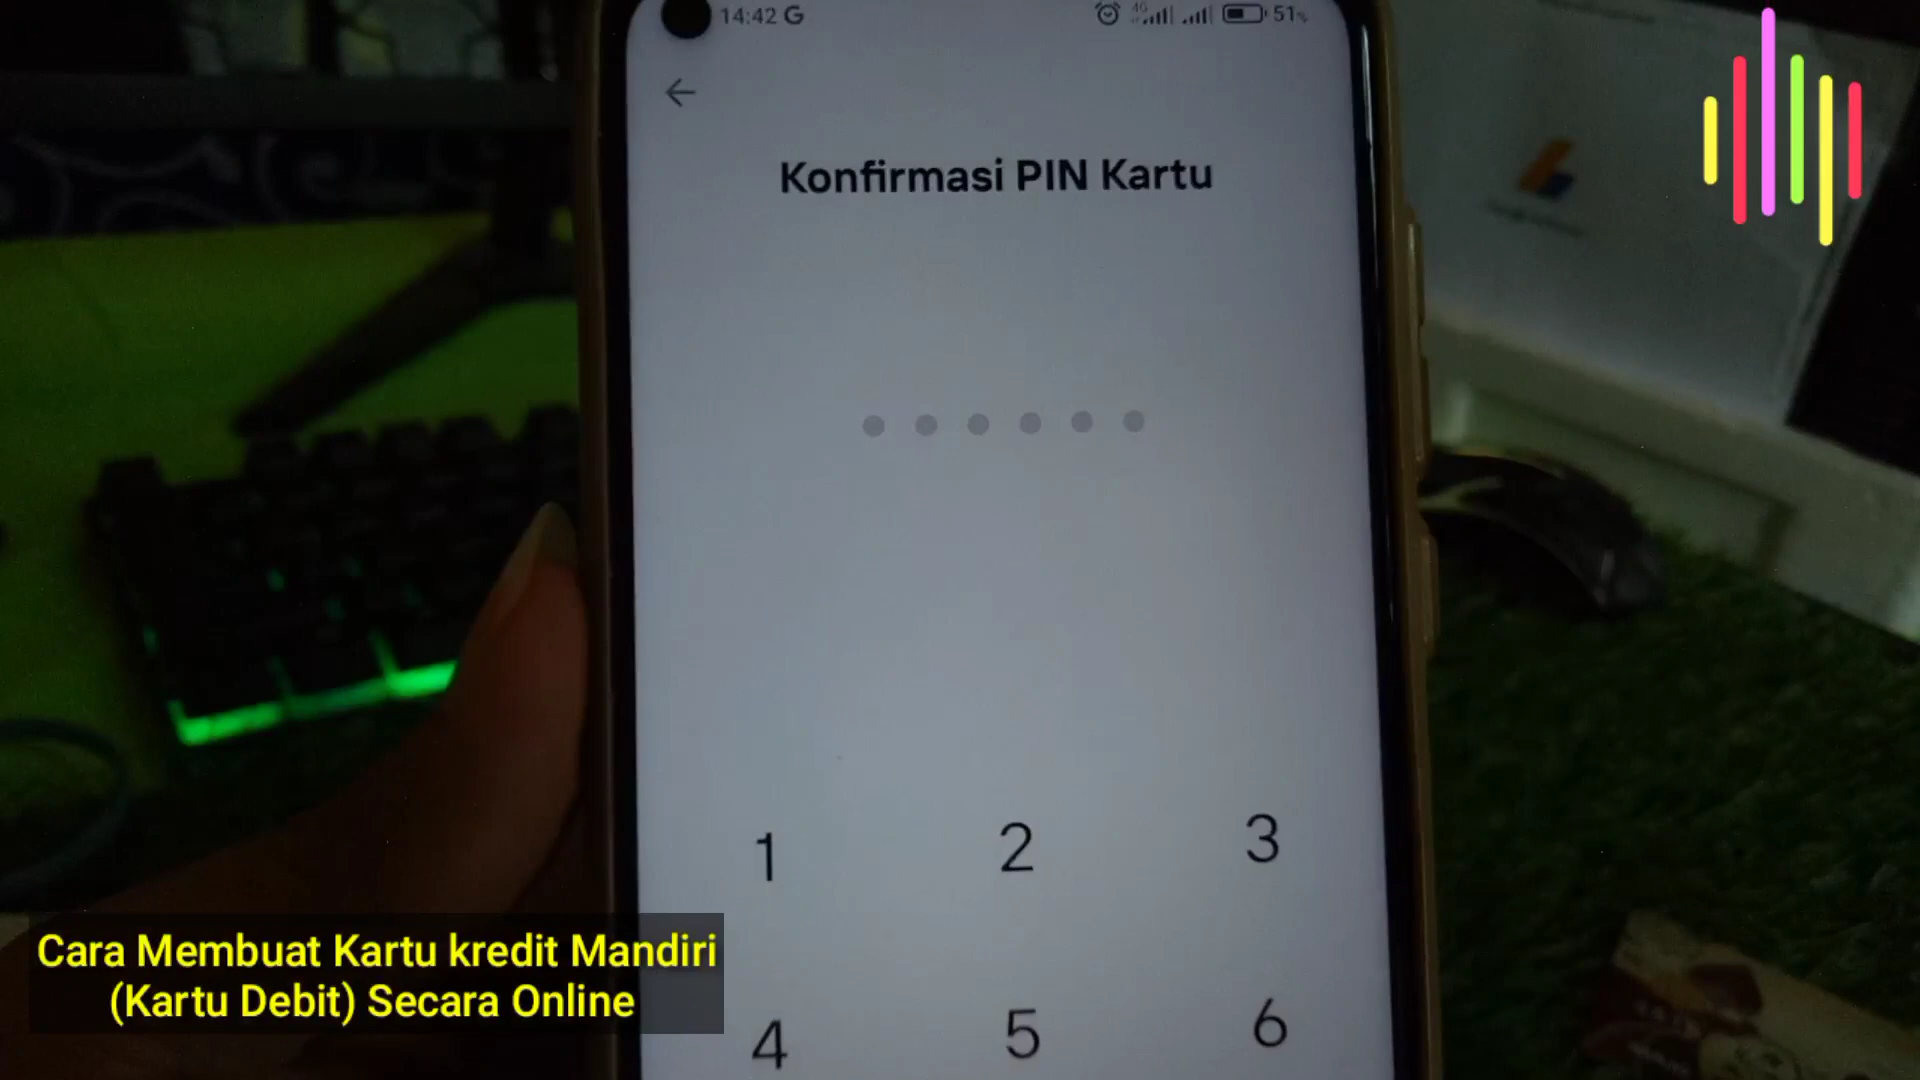 14:42 G
4G
51%
Konfirmasi PIN Kartu
1 2 3
4 5 6
Cara Membuat Kartu kredit Mandiri
(Kartu Debit) Secara Online